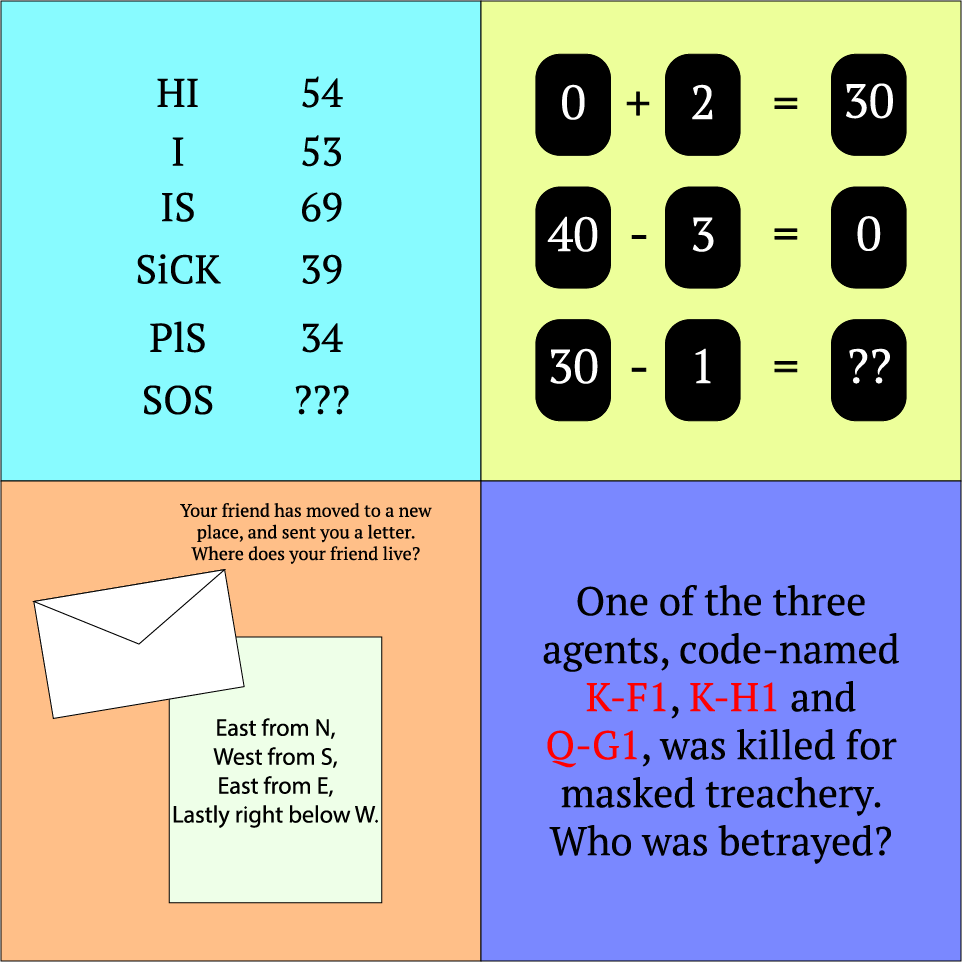 HI 54
I 53
IS 69
SiCK 39
PlS 34
SOS ???
0 + 2 = 30
40 - 3 = 0
30 - 1 = ??
Your friend has moved to a new
place, and sent you a letter.
Where does your friend live?
East from N,
West from S,
East from E,
Lastly right below W.
One of the three
agents, code-named
K-F1, K-H1 and
Q-G1, was killed for
masked treachery.
Who was betrayed?